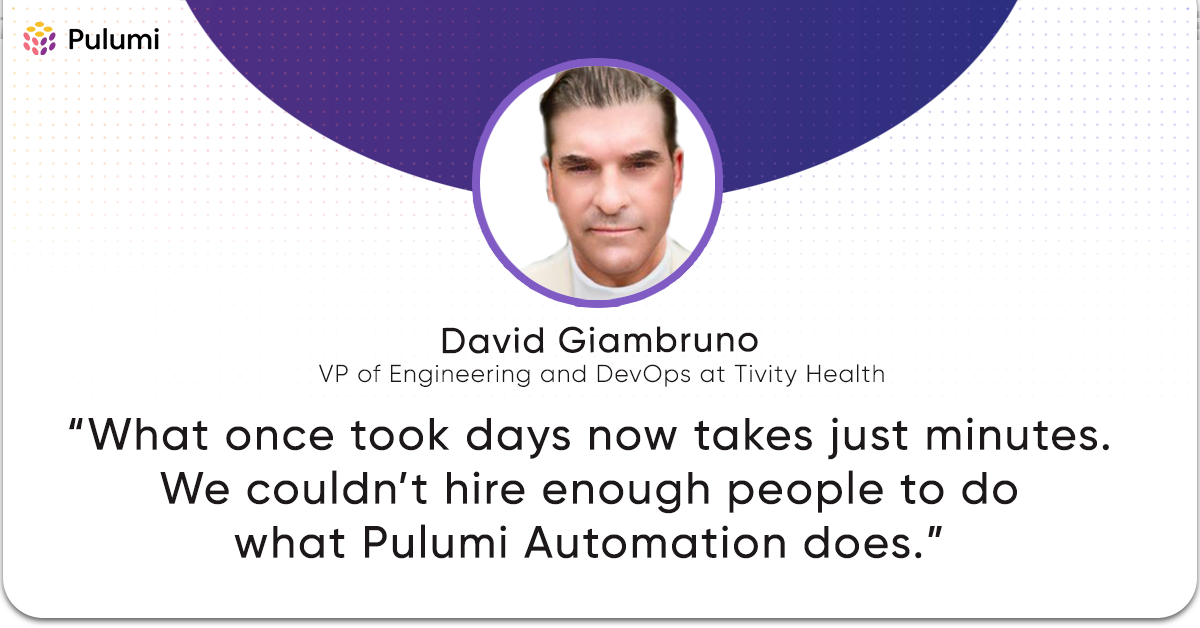 Pulumi
David Giambruno
VP of Engineering and DevOps at Tivity Health
“What once took days now takes just minutes.
We couldn’t hire enough people to do
what Pulumi Automation does.”